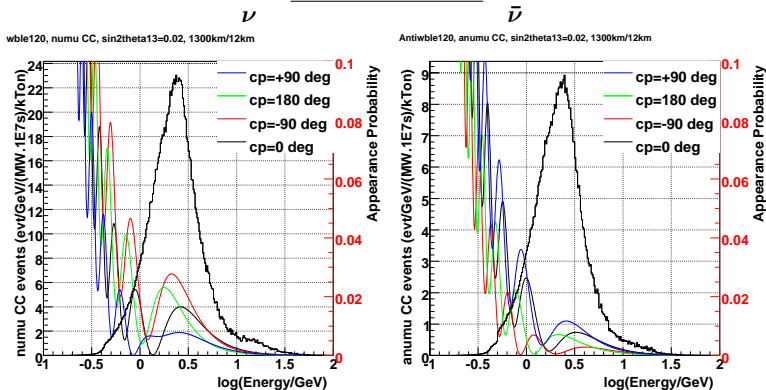 ν
ν̄
wble120, numu CC, sin2theta13=0.02, 1300km/12km
Antiwble120, anumu CC, sin2theta13=0.02, 1300km/12km
numu CC events (evt/GeV/(MW.1E7s)/kTon)
24
22
20
18
16
14
12
10
8
6
4
2
0
-1
-0.5
0
0.5
1
1.5
2
log(Energy/GeV)
cp=+90 deg
cp=180 deg
cp=-90 deg
cp=0 deg
0.1
0.08
0.06
0.04
0.02
0
Appearance Probability
anumu CC events (evt/GeV/(MW.1E7s)/kTon)
9
8
7
6
5
4
3
2
1
0
-1
-0.5
0
0.5
1
1.5
2
log(Energy/GeV)
cp=+90 deg
cp=180 deg
cp=-90 deg
cp=0 deg
0.1
0.08
0.06
0.04
0.02
0
Appearance Probability